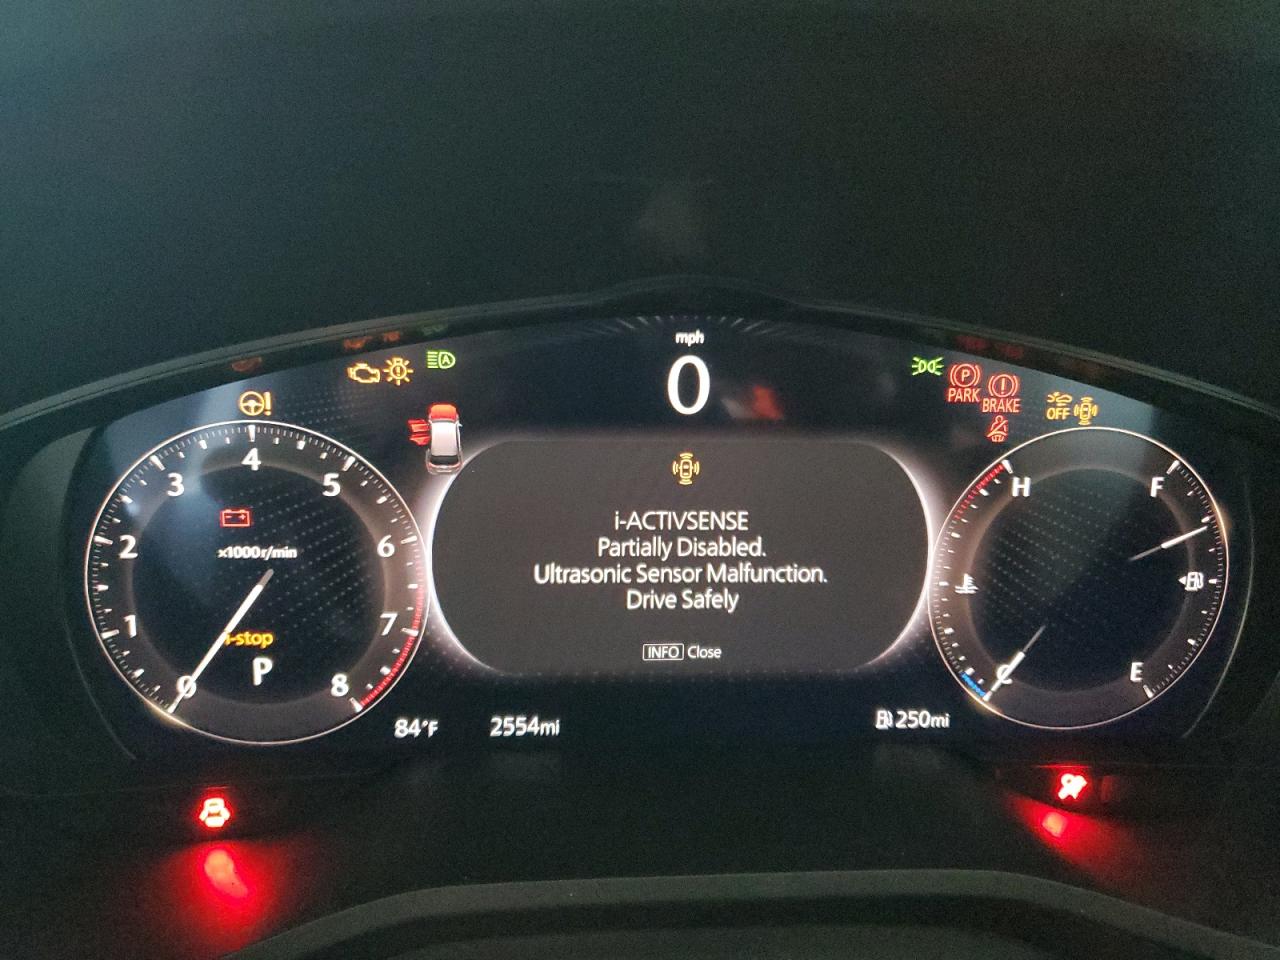 mph
0
P
PARK
BRAKE
OFF
A
1
2
3
4
5
6
7
8
0
×1000r/min
i-stop
P
i-ACTIVSENSE
Partially Disabled.
Ultrasonic Sensor Malfunction.
Drive Safely
INFO Close
H
C
F
E
84°F
2554mi
250mi